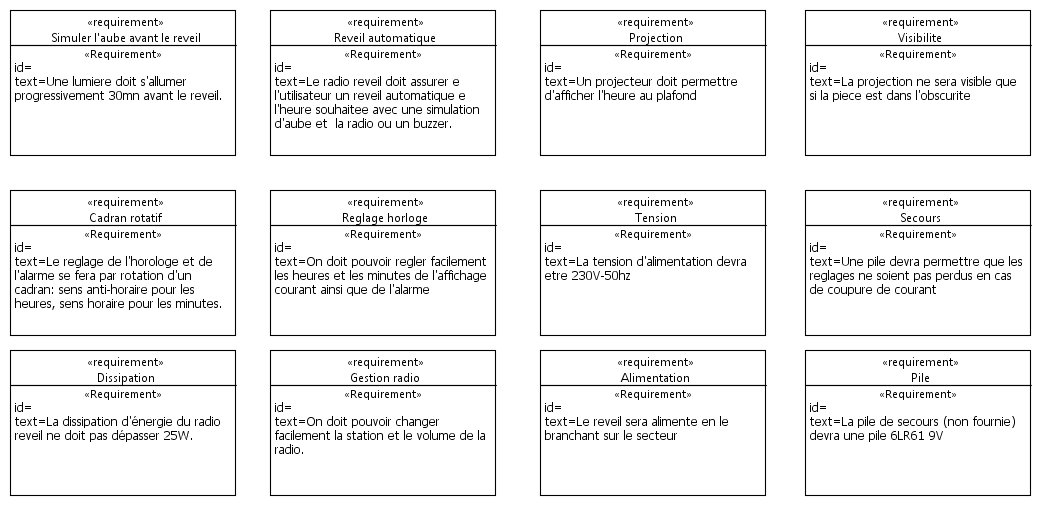 «requirement»
Simuler l'aube avant le reveil
«Requirement»
id=
text=Une lumiere doit s'allumer
progressivement 30mn avant le reveil.
«requirement»
Reveil automatique
«Requirement»
id=
text=Le radio reveil doit assurer e
l'utilisateur un reveil automatique e
l'heure souhaitee avec une simulation
d'aube et  la radio ou un buzzer.
«requirement»
Projection
«Requirement»
id=
text=Un projecteur doit permettre
d'afficher l'heure au plafond
«requirement»
Visibilite
«Requirement»
id=
text=La projection ne sera visible que
si la piece est dans l'obscurite
«requirement»
Cadran rotatif
«Requirement»
id=
text=Le reglage de l'horologe et de
l'alarme se fera par rotation d'un
cadran: sens anti-horaire pour les
heures, sens horaire pour les minutes.
«requirement»
Reglage horloge
«Requirement»
id=
text=On doit pouvoir regler facilement
les heures et les minutes de l'affichage
courant ainsi que de l'alarme
«requirement»
Tension
«Requirement»
id=
text=La tension d'alimentation devra
etre 230V-50hz
«requirement»
Secours
«Requirement»
id=
text=Une pile devra permettre que les
reglages ne soient pas perdus en cas
de coupure de courant
«requirement»
Dissipation
«Requirement»
id=
text=La dissipation d'énergie du radio
reveil ne doit pas dépasser 25W.
«requirement»
Gestion radio
«Requirement»
id=
text=On doit pouvoir changer
facilement la station et le volume de la
radio.
«requirement»
Alimentation
«Requirement»
id=
text=Le reveil sera alimente en le
branchant sur le secteur
«requirement»
Pile
«Requirement»
id=
text=La pile de secours (non fournie)
devra une pile 6LR61 9V